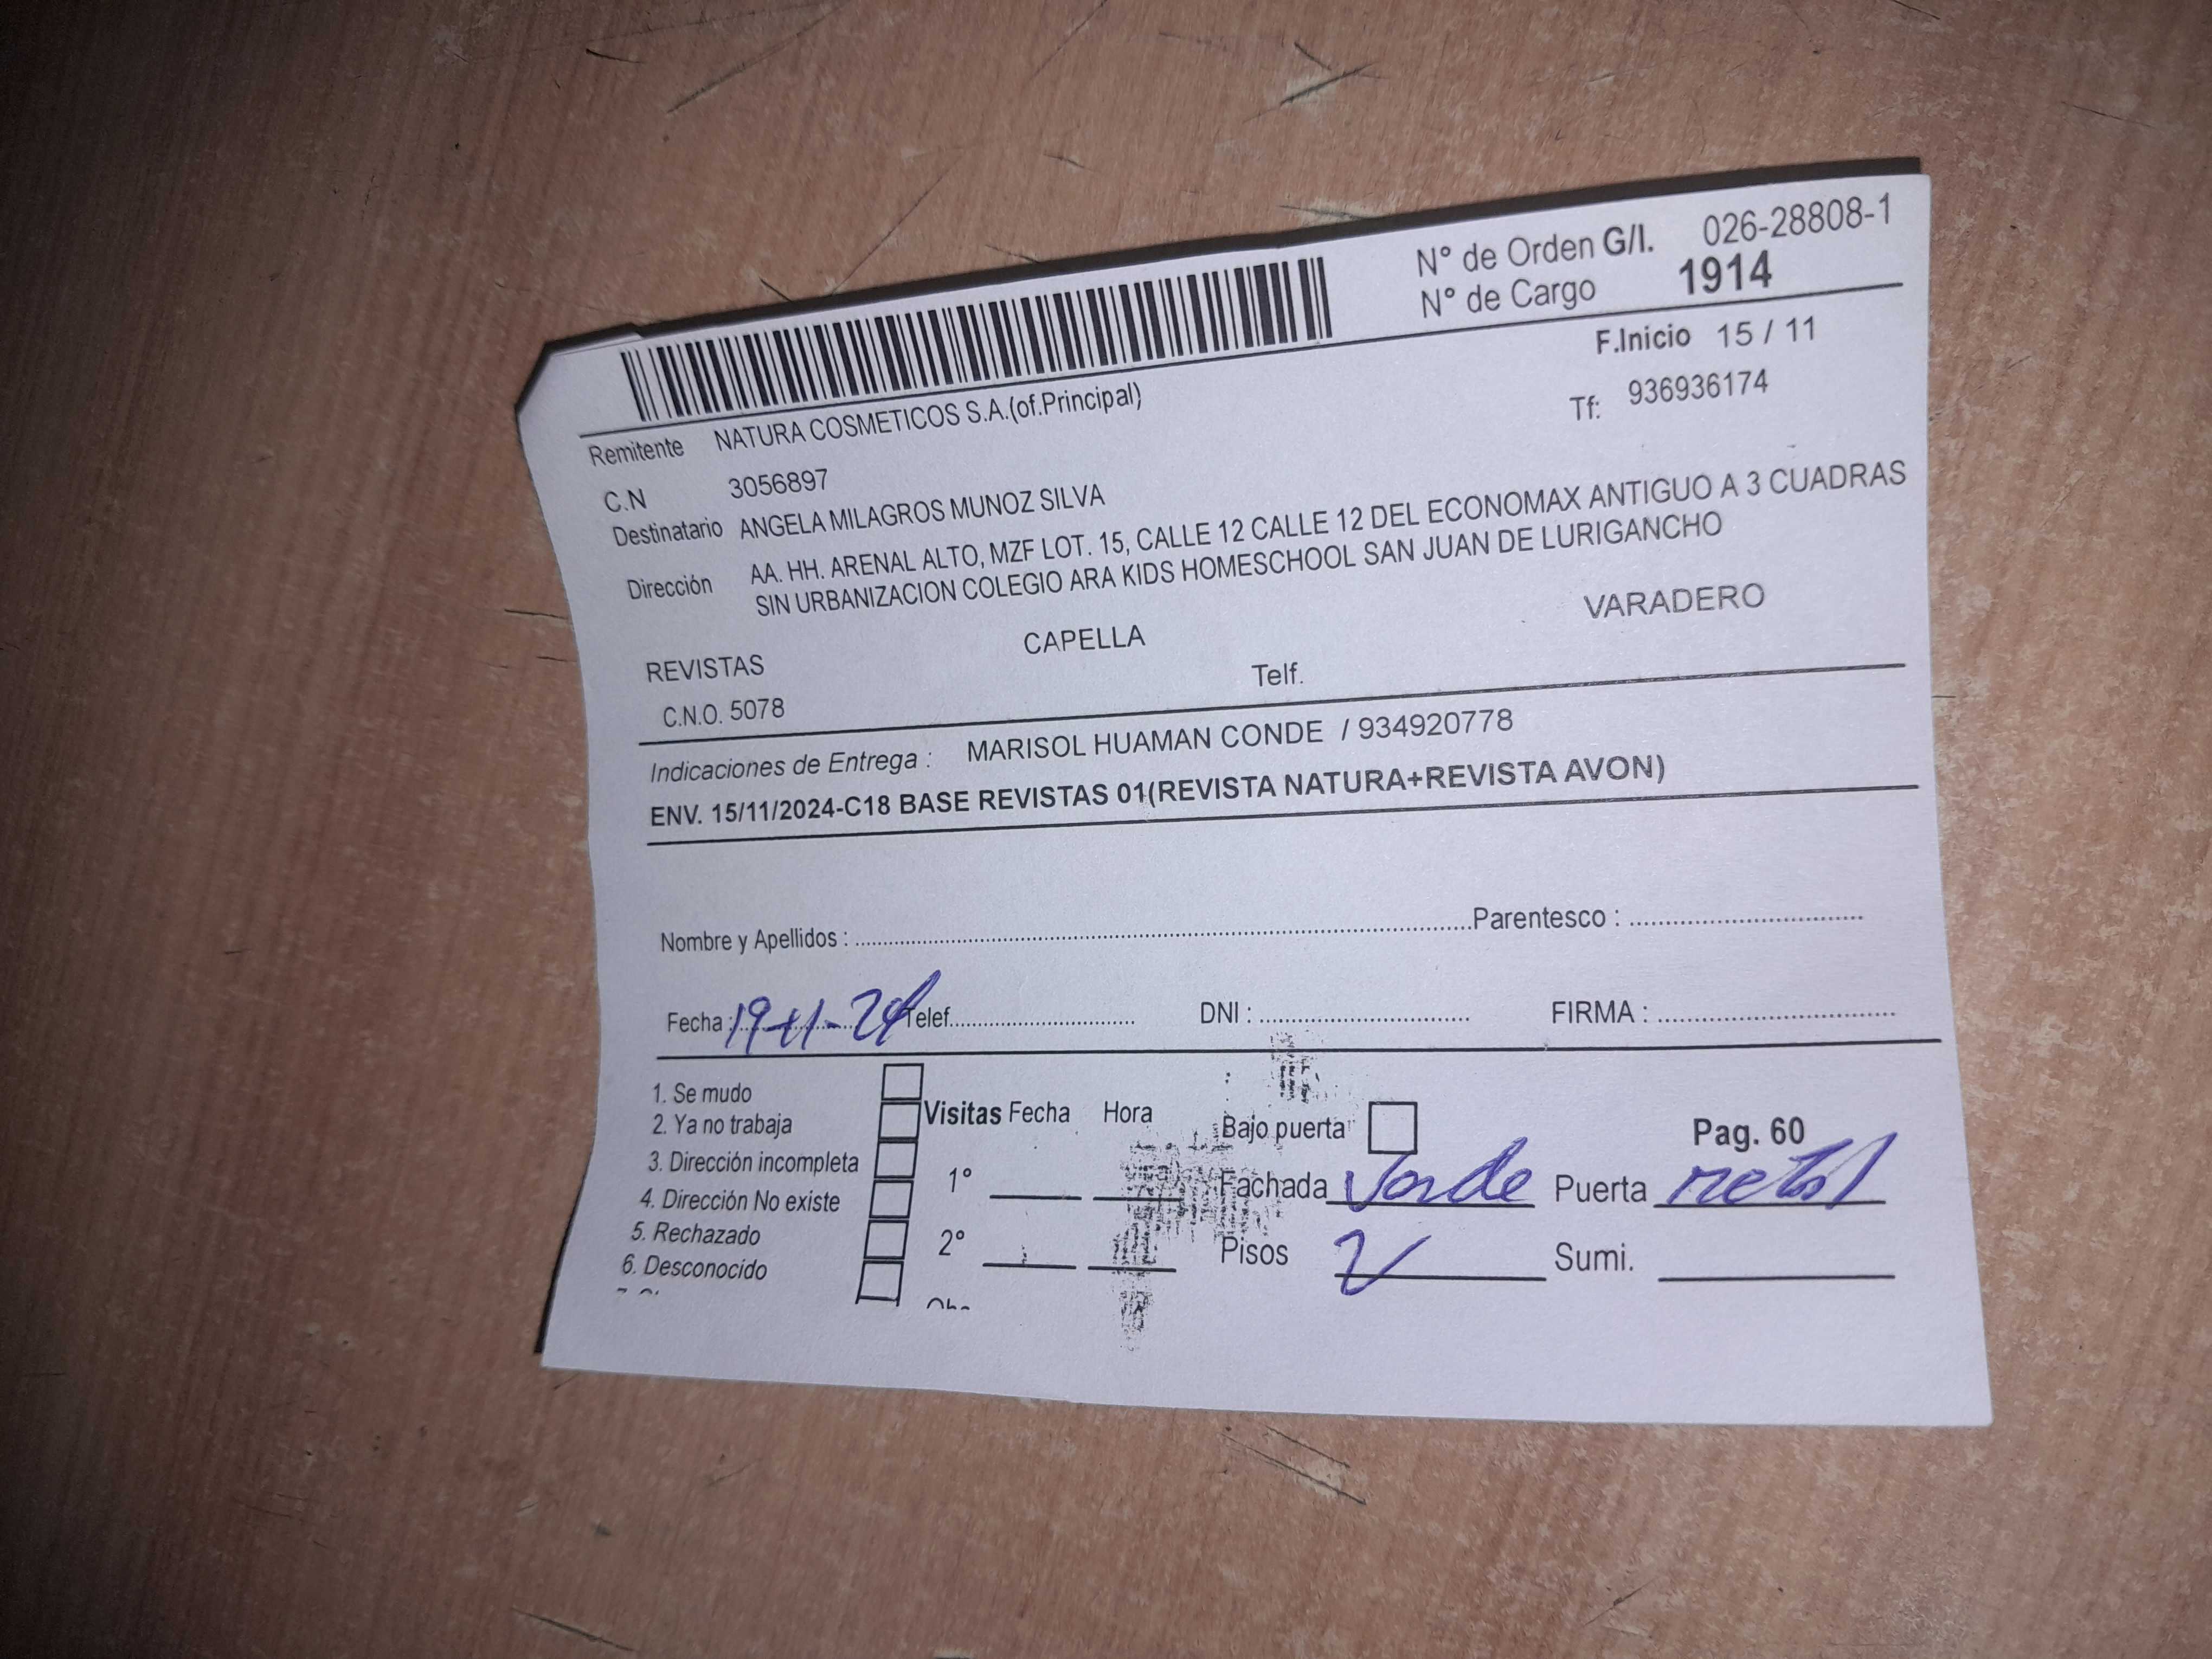 N° de Orden G/I. 026-28808-1
N° de Cargo 1914
F.Inicio 15 / 11
Remitente NATURA COSMETICOS S.A.(of.Principal)
Tf: 936936174
C.N 3056897
Destinatario ANGELA MILAGROS MUNOZ SILVA
Dirección AA. HH. ARENAL ALTO, MZF LOT. 15, CALLE 12 CALLE 12 DEL ECONOMAX ANTIGUO A 3 CUADRAS
SIN URBANIZACION COLEGIO ARA KIDS HOMESCHOOL SAN JUAN DE LURIGANCHO
REVISTAS CAPELLA VARADERO
C.N.O. 5078 Telf.
Indicaciones de Entrega : MARISOL HUAMAN CONDE / 934920778
ENV. 15/11/2024-C18 BASE REVISTAS 01(REVISTA NATURA+REVISTA AVON)
Nombre y Apellidos : Parentesco :
Fecha : 19-11-24 Telef. DNI : FIRMA :
1. Se mudo
2. Ya no trabaja
3. Dirección incompleta
4. Dirección No existe
5. Rechazado
6. Desconocido
Visitas Fecha Hora
1°
2°
Bajo puerta Pag. 60
Fachada Verde Puerta metal
Pisos 2 Sumi.